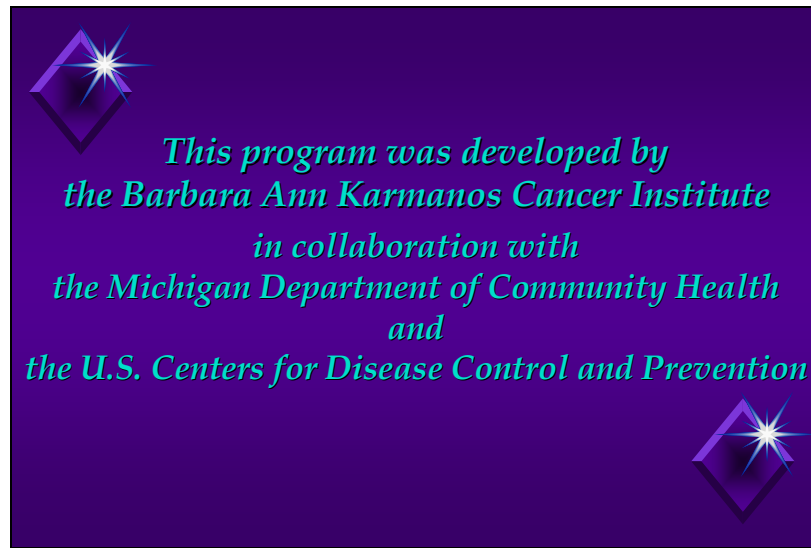 This program was developed by
the Barbara Ann Karmanos Cancer Institute
in collaboration with
the Michigan Department of Community Health
and
the U.S. Centers for Disease Control and Prevention